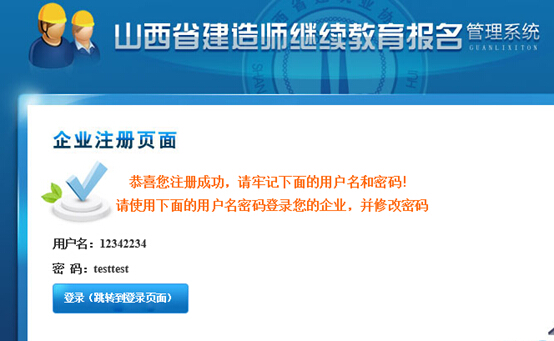 山西省建造师继续教育报名管理系统
GUANLIXITON
企业注册页面
恭喜您注册成功，请牢记下面的用户名和密码！
请使用下面的用户名密码登录您的企业，并修改密码
用户名：12342234
密 码：testtest
登录（跳转到登录页面）